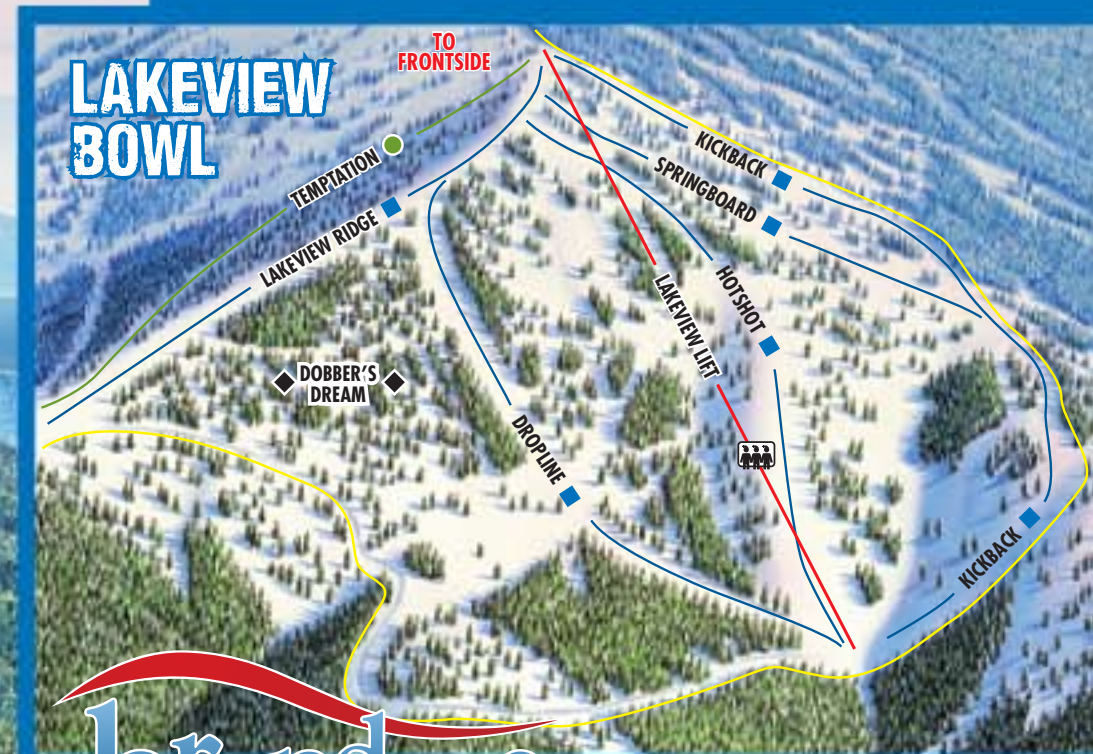 LAKEVIEW
BOWL
TO
FRONTSIDE
TEMPTATION
LAKEVIEW RIDGE
KICKBACK
SPRINGBOARD
HOTSHOT
LAKEVIEW LIFT
DOBBER'S
DREAM
DROPLINE
KICKBACK